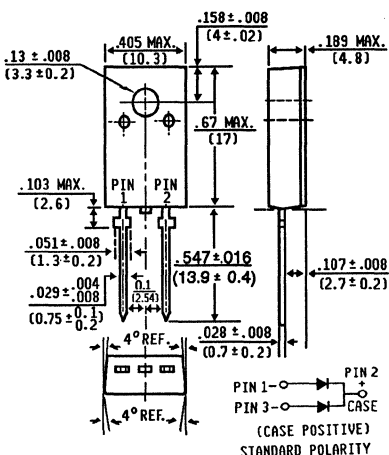 .158±.008
(4±.02)
.405 MAX.
(10.3)
.189 MAX.
(4.8)
.13±.008
(3.3±0.2)
.67 MAX.
(17)
.103 MAX.
(2.6)
PIN 1
PIN 2
.051±.008
(1.3±0.2)
.547±.016
(13.9± 0.4)
.107±.008
(2.7±0.2)
.029±.004
.008
(0.75±0.1
0.2
0.1
(2.54)
.028±.008
(0.7±0.2)
4° REF.
4° REF.
PIN 1
PIN 2
+
PIN 3
CASE
(CASE POSITIVE)
STANDARD POLARITY